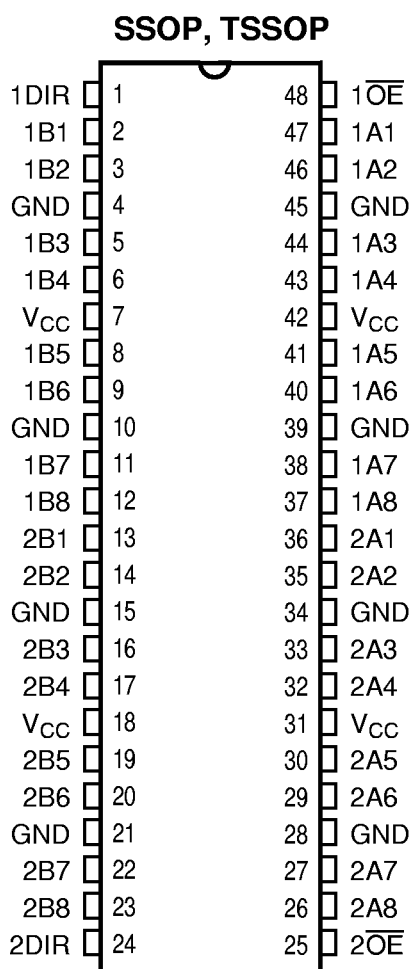 SSOP, TSSOP
1DIR 1 48 1O̅E̅
1B1 2 47 1A1
1B2 3 46 1A2
GND 4 45 GND
1B3 5 44 1A3
1B4 6 43 1A4
VCC 7 42 VCC
1B5 8 41 1A5
1B6 9 40 1A6
GND 10 39 GND
1B7 11 38 1A7
1B8 12 37 1A8
2B1 13 36 2A1
2B2 14 35 2A2
GND 15 34 GND
2B3 16 33 2A3
2B4 17 32 2A4
VCC 18 31 VCC
2B5 19 30 2A5
2B6 20 29 2A6
GND 21 28 GND
2B7 22 27 2A7
2B8 23 26 2A8
2DIR 24 25 2O̅E̅